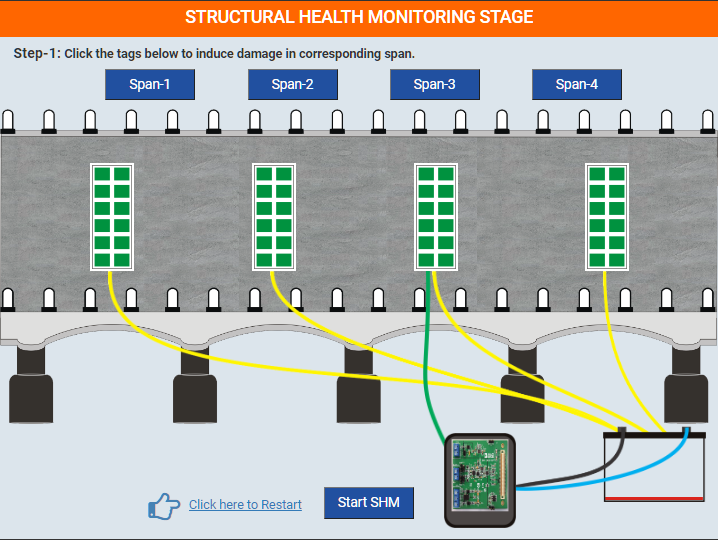 STRUCTURAL HEALTH MONITORING STAGE
Step-1: Click the tags below to induce damage in corresponding span.
Span-1 Span-2 Span-3 Span-4
Click here to Restart Start SHM